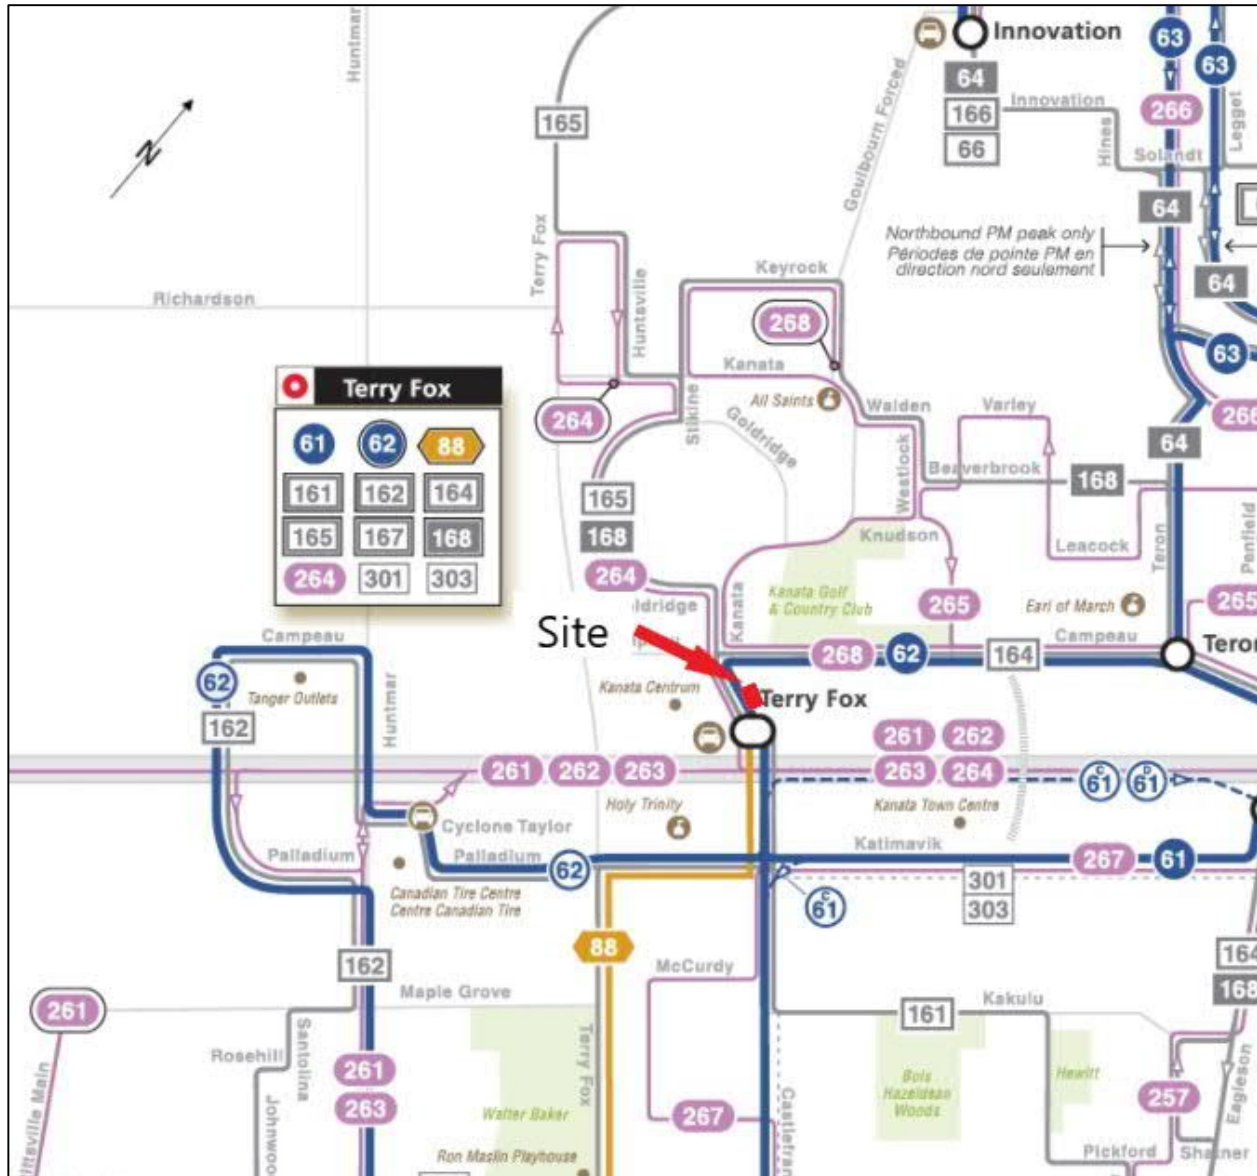 Huntmar
Innovation
63
63
64
266
165
166
66
Innovation
Hines
Solandt
Legget
Goulbourn Forced
N
64
Northbound PM peak only
Périodes de pointe PM en
direction nord seulement
64
Terry Fox
Huntsville
Keyrock
Richardson
268
63
Kanata
Terry Fox
264
All Saints
Walden
Varley
266
Stikine
Goldridge
61 62 88
64
Westlock
Beaverbrook
168
161 162 164
165
165 167 168
168
Knudson
Leacock
Teron
Penfield
264 301 303
264
Kanata
Kanata Golf
& Country Club
265
Earl of March
265
Site
Campeau
268
62
164
Campeau
62
Tanger Outlets
Kanata Centrum
Terry Fox
162
Huntmar
261 262
261 262 263
263 264
61 C
61 D
Holy Trinity
Kanata Town Centre
Cyclone Taylor
Katimavik
Palladium
Palladium
62
267
61
Canadian Tire Centre
Centre Canadian Tire
61 C
301
303
88
162
McCurdy
164
Maple Grove
168
261
161
Kakulu
Santolina
Rosehill
Terry Fox
261
Bois
Hazeldean
Woods
Hewitt
263
Walter Baker
267
257
Eagleson
Ron Maslin Playhouse
Pickford